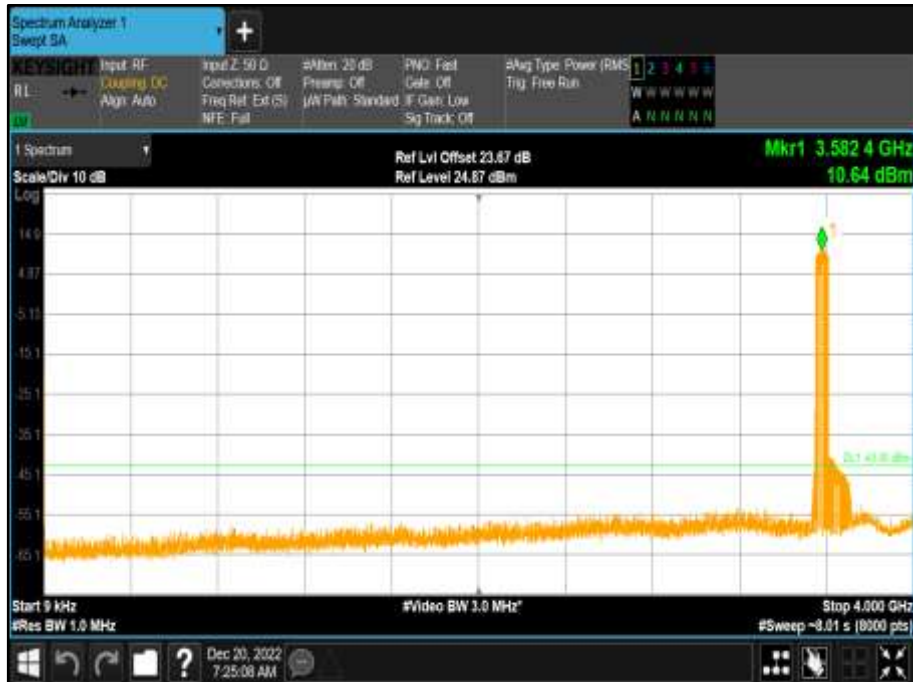 Spectrum Analyzer 1
Swept SA
+
KEYSIGHT
RL
Input: RF
Coupling: DC
Align: Auto
Input Z: 50 Ω
Corrections: Off
Freq Ref: Ext (S)
NFE: Full
#Atten: 20 dB
Preamp: Off
µW Path: Standard
PNO: Fast
Gate: Off
IF Gain: Low
Sig Track: Off
#Avg Type: Power (RMS
Trig: Free Run
1 2 3 4 5 6
W W W W W W
A N N N N N
1 Spectrum
Scale/Div 10 dB
Ref Lvl Offset 23.67 dB
Ref Level 24.87 dBm
Mkr1 3.582 4 GHz
10.64 dBm
Log
14.9
4.87
-5.13
-15.1
-25.1
-35.1
-45.1
-55.1
-65.1
1
Start 9 kHz
#Res BW 1.0 MHz
#Video BW 3.0 MHz*
Stop 4.000 GHz
#Sweep ~8.01 s (8000 pts)
?
Dec 20, 2022
7:25:08 AM